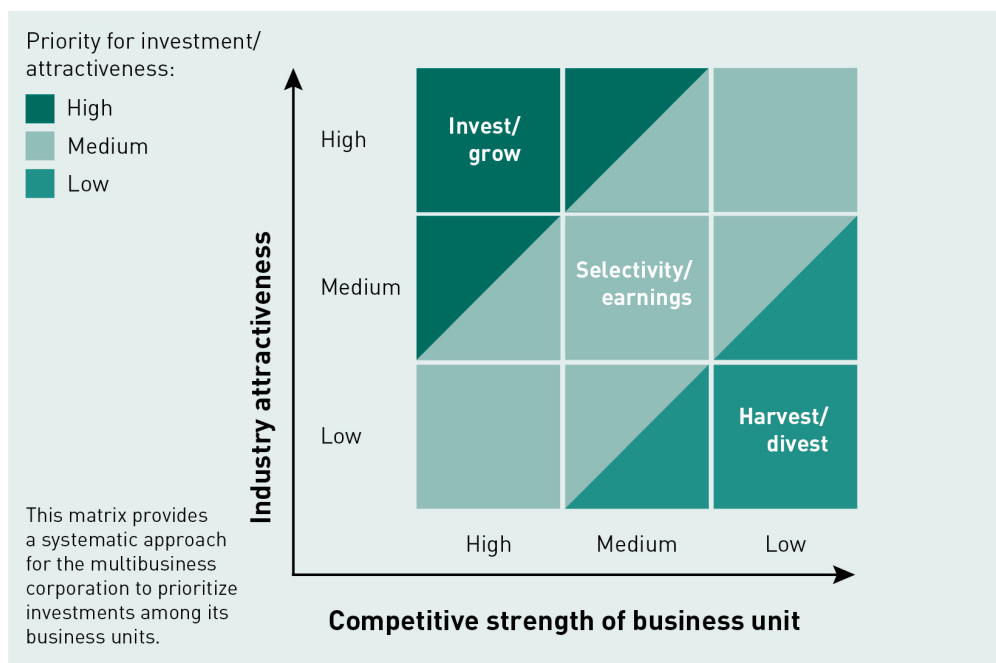 Priority for investment/
attractiveness:
High
Medium
Low
Invest/
grow
High
Selectivity/
earnings
Medium
Harvest/
divest
Low
Industry attractiveness
High
Medium
Low
Competitive strength of business unit
This matrix provides
a systematic approach
for the multibusiness
corporation to prioritize
investments among its
business units.